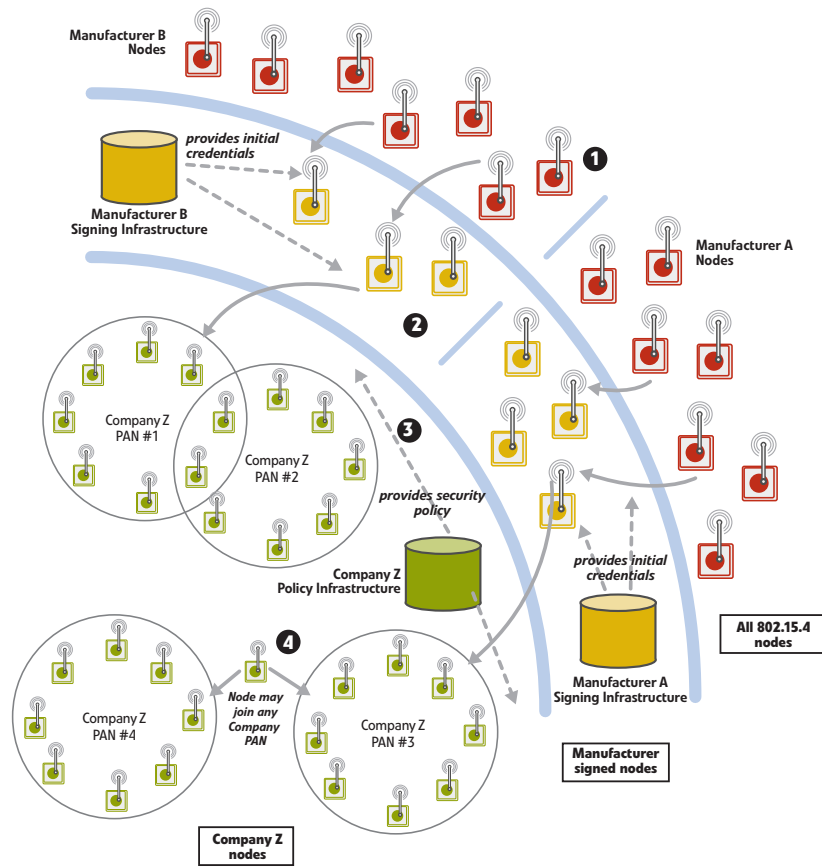 Manufacturer B
Nodes
provides initial
credentials
1
Manufacturer B
Signing Infrastructure
Manufacturer A
Nodes
2
Company Z
PAN #1
3
Company Z
PAN #2
provides security
policy
Company Z
Policy Infrastructure
provides initial
credentials
All 802.15.4
nodes
4
Manufacturer A
Signing Infrastructure
Node may
join any
Company
PAN
Company Z
PAN #4
Company Z
PAN #3
Manufacturer
signed nodes
Company Z
nodes